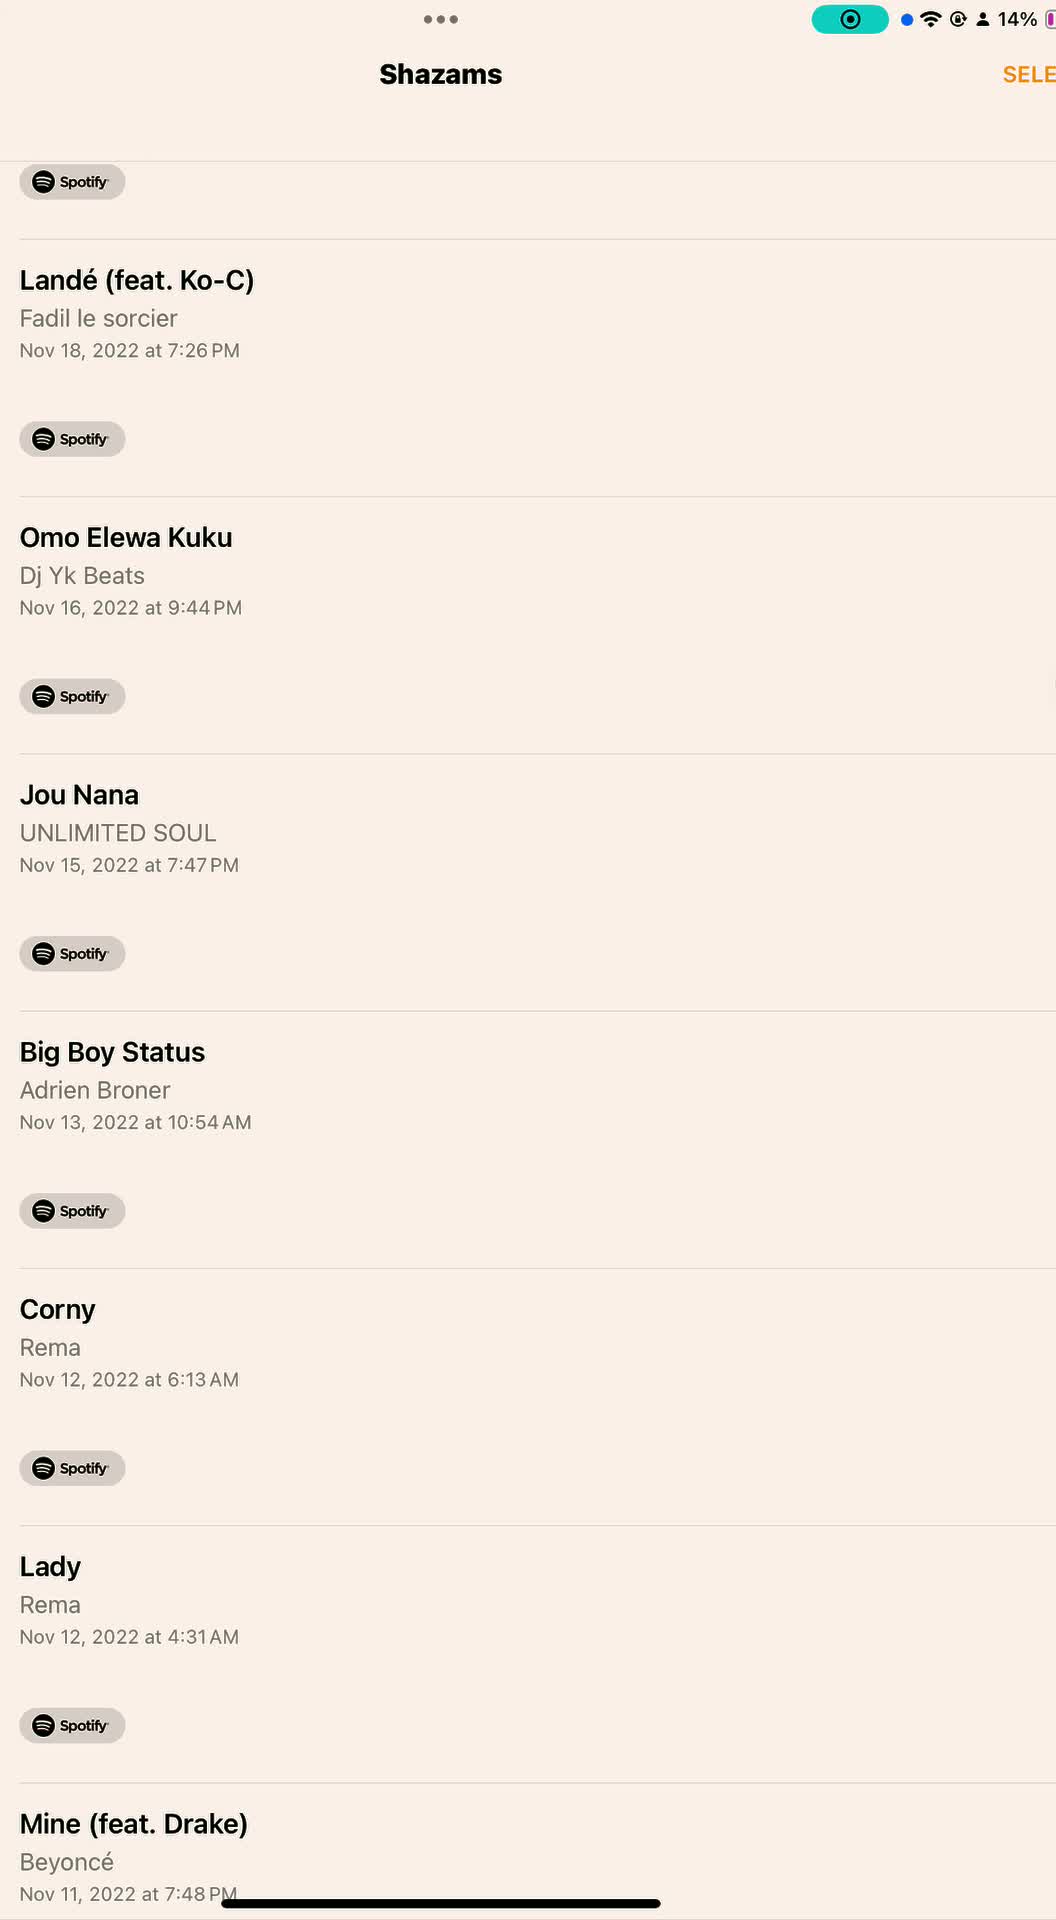 14%
Shazams
SELE
Spotify
Landé (feat. Ko-C)
Fadil le sorcier
Nov 18, 2022 at 7:26 PM
Spotify
Omo Elewa Kuku
Dj Yk Beats
Nov 16, 2022 at 9:44 PM
Spotify
Jou Nana
UNLIMITED SOUL
Nov 15, 2022 at 7:47 PM
Spotify
Big Boy Status
Adrien Broner
Nov 13, 2022 at 10:54 AM
Spotify
Corny
Rema
Nov 12, 2022 at 6:13 AM
Spotify
Lady
Rema
Nov 12, 2022 at 4:31 AM
Spotify
Mine (feat. Drake)
Beyoncé
Nov 11, 2022 at 7:48 PM